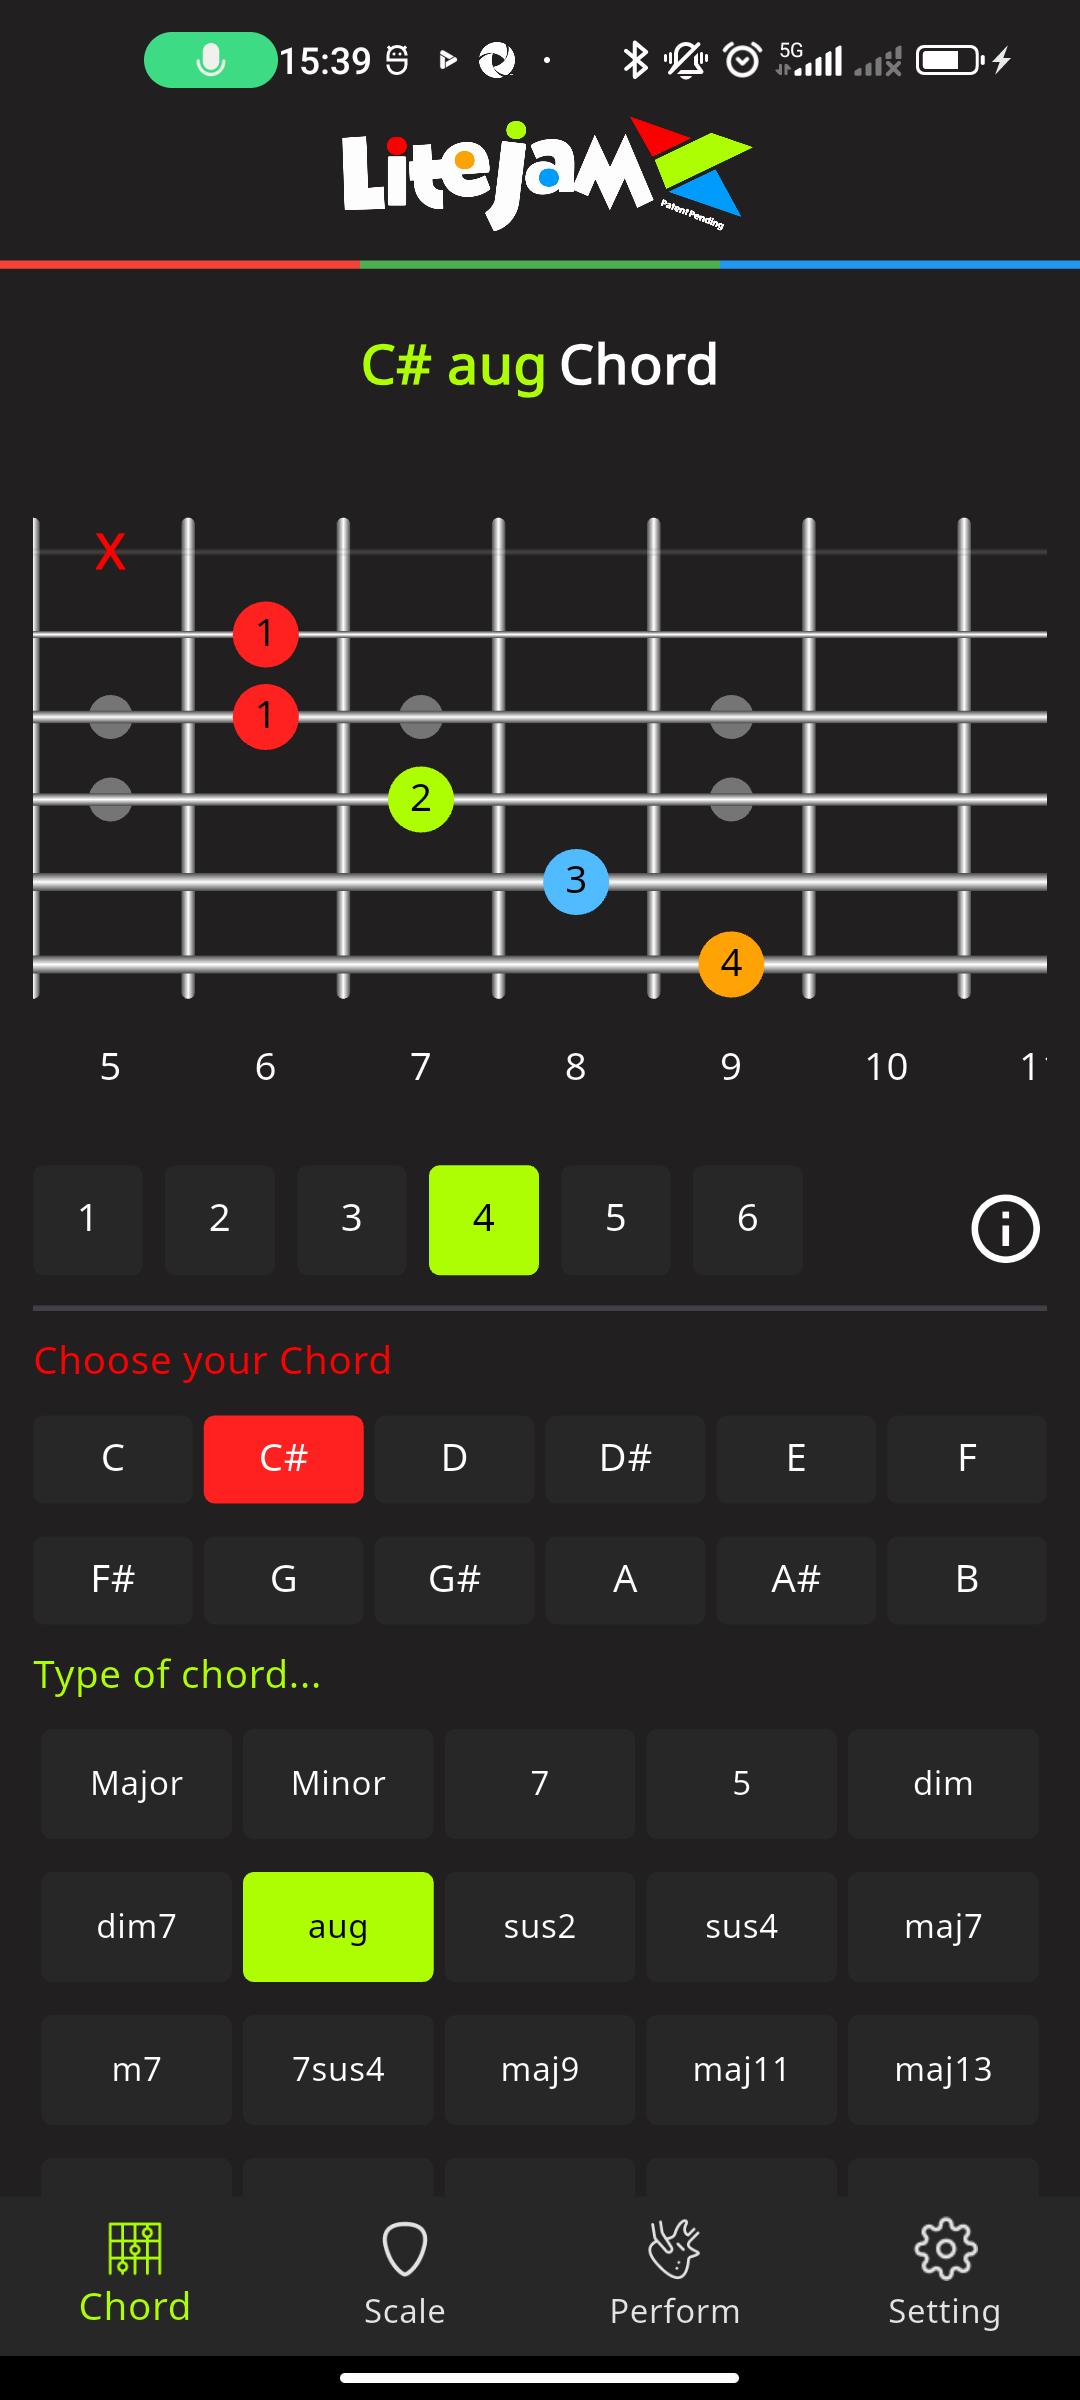 15:39 5G
Litejam
Patent Pending
C# aug Chord
X
1
1
2
3
4
5 6 7 8 9 10
1 2 3 4 5 6
Choose your Chord
C C# D D# E F
F# G G# A A# B
Type of chord...
Major Minor 7 5 dim
dim7 aug sus2 sus4 maj7
m7 7sus4 maj9 maj11 maj13
Chord Scale Perform Setting